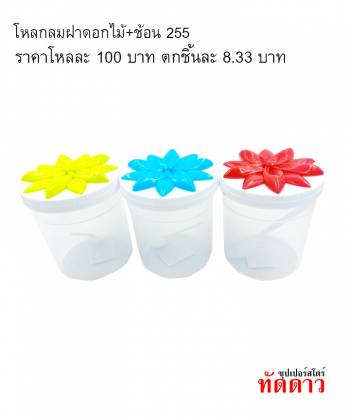 โหลกลมฝาดอกไม้+ช้อน 255
ราคาโหลละ 100 บาท ตกชิ้นละ 8.33 บาท
ซุปเปอร์สโตร์
ทัดดาว